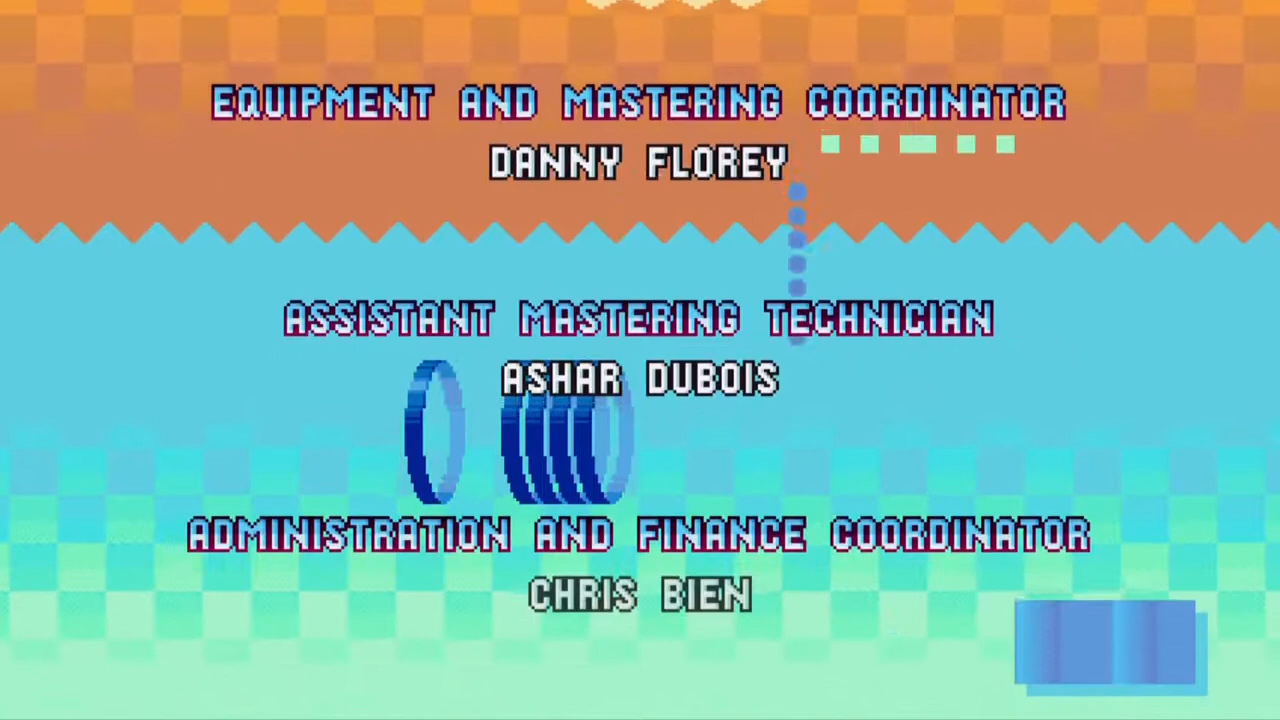 EQUIPMENT AND MASTERING COORDINATOR
DANNY FLOREY
ASSISTANT MASTERING TECHNICIAN
ASHAR DUBOIS
ADMINISTRATION AND FINANCE COORDINATOR
CHRIS BIEN